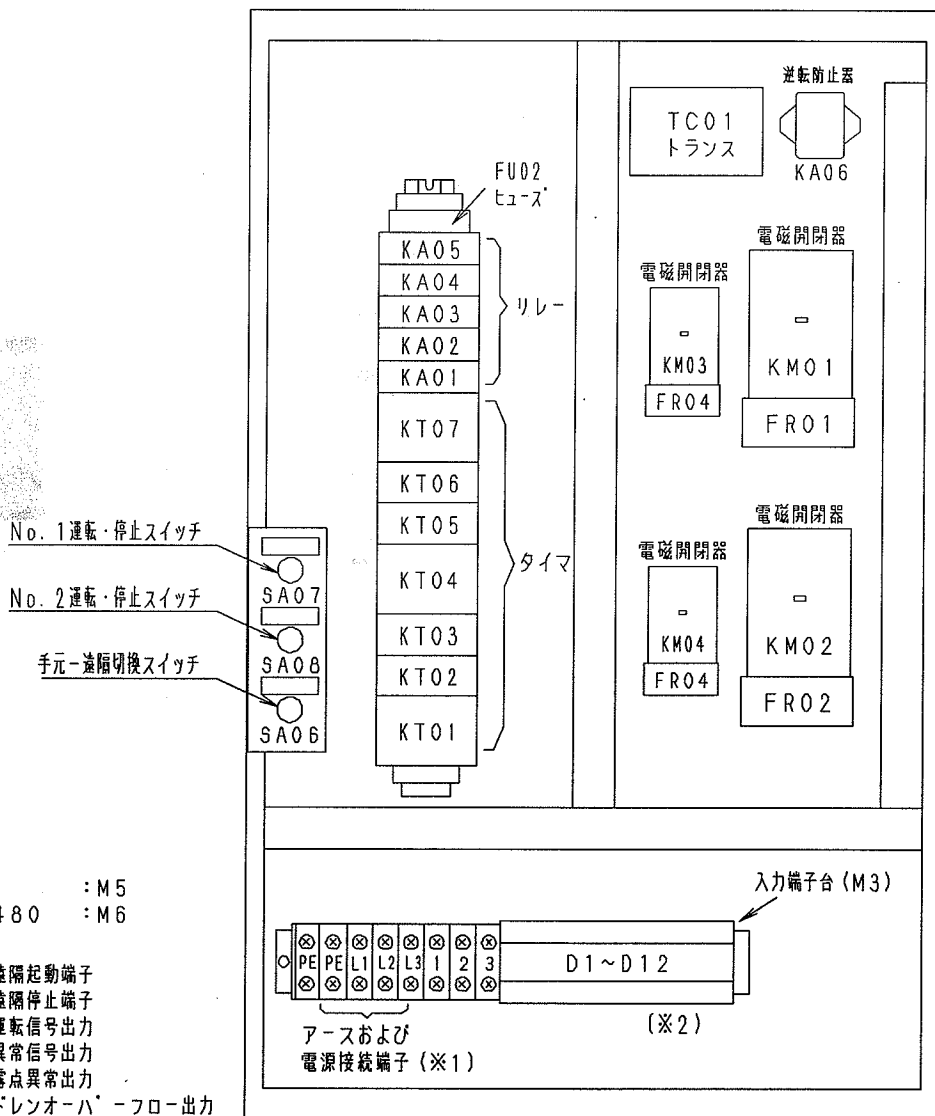 逆転防止器
TC01
トランス
KA06
FU02
ヒューズ
電磁開閉器
電磁開閉器
KA05
KA04
KA03
KA02
KA01
リレー
KM03
FR04
KM01
FR01
KT07
KT06
KT05
KT04
KT03
KT02
KT01
タイマ
No.1運転・停止スイッチ
SA07
No.2運転・停止スイッチ
SA08
手元－遠隔切換スイッチ
SA06
電磁開閉器
電磁開閉器
KM04
FR04
KM02
FR02
:M5
480 :M6
入力端子台(M3)
PE PE L1 L2 L3 1 2 3 D1~D12
遠隔起動端子
遠隔停止端子
運転信号出力
異常信号出力
露点異常出力
ドレンオーバーフロー出力
アースおよび
電源接続端子(※1)
(※2)